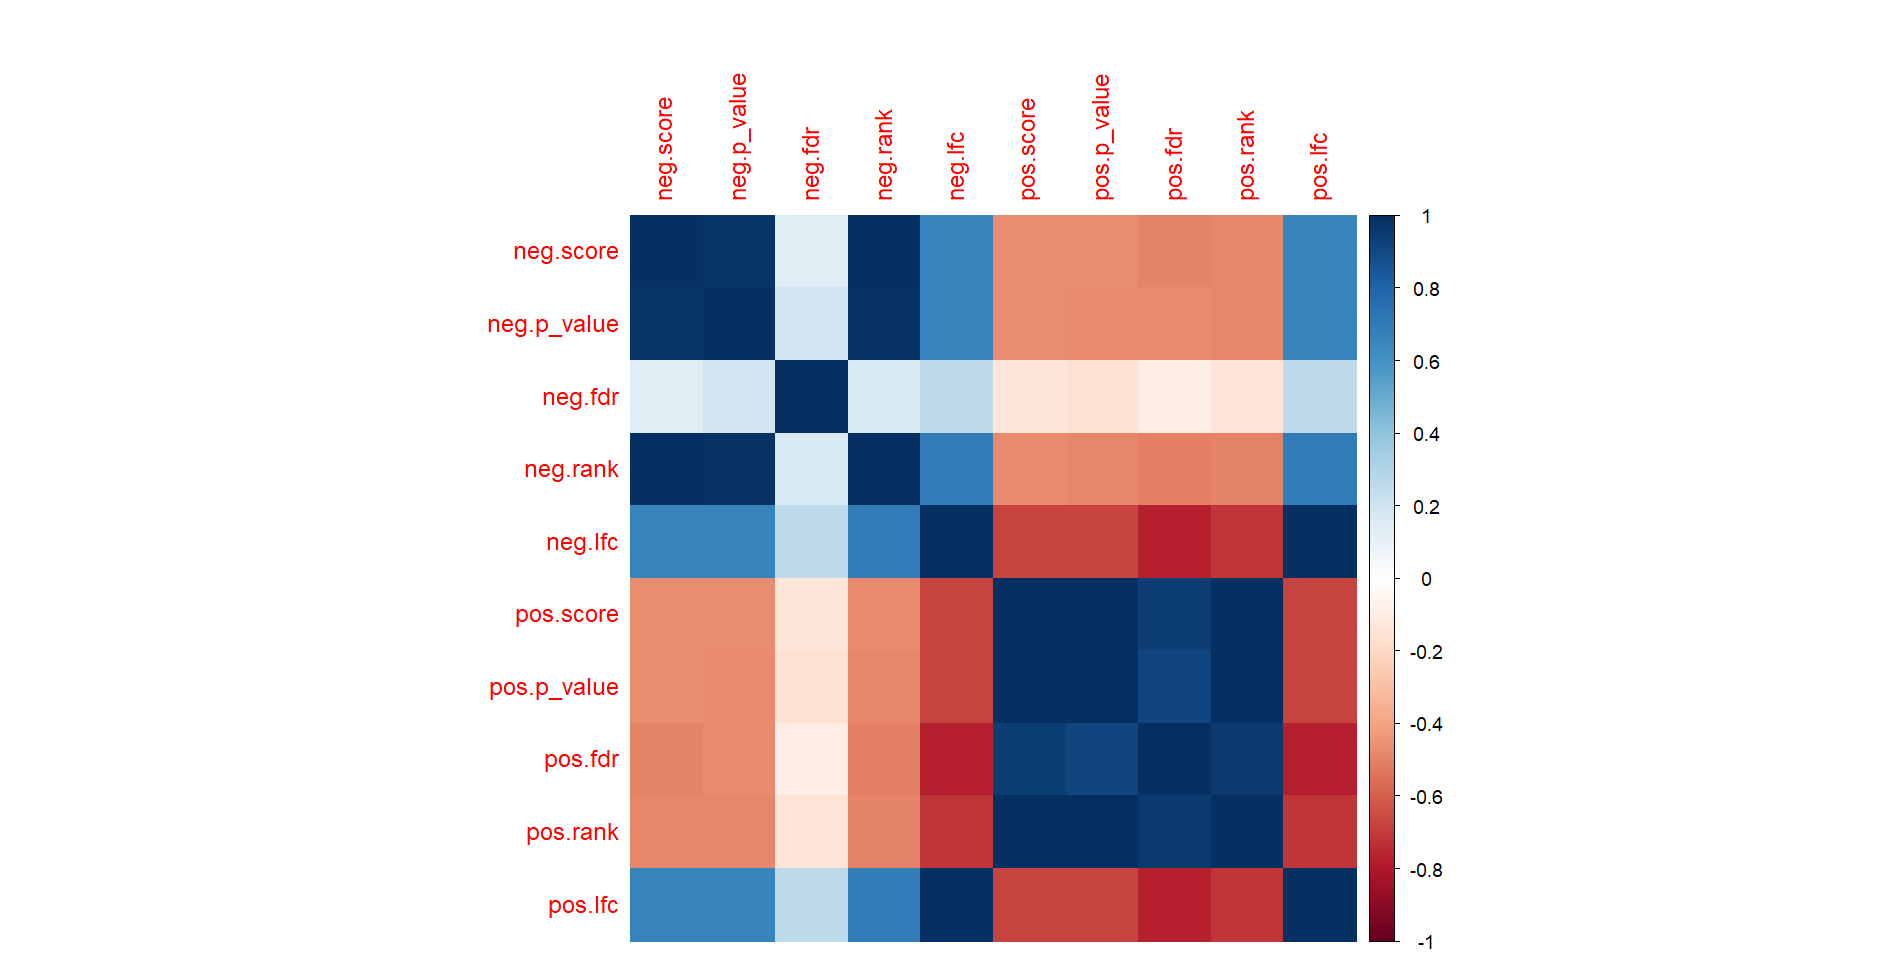 neg.score
neg.p_value
neg.fdr
neg.rank
neg.lfc
pos.score
pos.p_value
pos.fdr
pos.rank
pos.lfc
neg.score
neg.p_value
neg.fdr
neg.rank
neg.lfc
pos.score
pos.p_value
pos.fdr
pos.rank
pos.lfc
1
0.8
0.6
0.4
0.2
0
-0.2
-0.4
-0.6
-0.8
-1